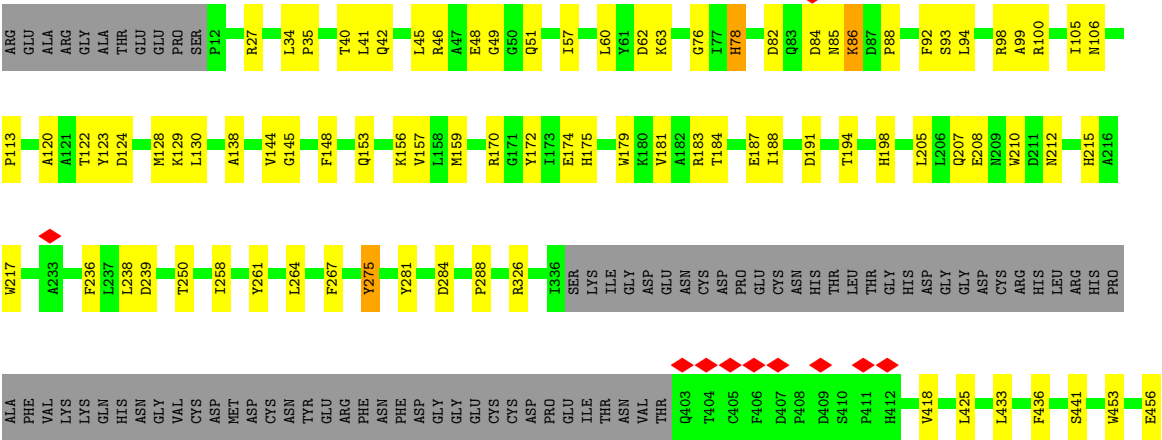 ARG GLU ALA ARG GLY ALA THR GLU GLU PRO SER P12 R27 L34 P35 T40 L41 Q42 L45 R46 A47 E48 G49 G50 Q51 I57 L60 Y61 D62 K63 G76 I77 H78 D82 Q83 D84 N85 K86 D87 P88 F92 S93 L94 R98 A99 R100 I105 N106
P113 A120 A121 T122 Y123 D124 M128 K129 L130 A138 V144 G145 F148 Q153 K156 V157 L158 M159 R170 G171 Y172 I173 E174 H175 W179 K180 V181 A182 R183 T184 E187 I188 D191 T194 H198 L205 L206 Q207 E208 N209 W210 D211 N212 H215 A216
W217 A233 F236 L237 L238 D239 T250 I258 Y261 L264 F267 Y275 Y281 D284 P288 R326 I336 SER LYS ILE GLY ASP GLU ASN CYS ASP PRO GLU CYS ASN HIS THR LEU THR GLY HIS ASP GLY GLY ASP CYS ARG HIS LEU ARG HIS PRO
ALA PHE VAL LYS LYS GLN HIS ASN GLY VAL CYS ASP MET ASP CYS ASN TYR GLU ARG PHE ASN PHE ASP GLY GLY GLU CYS CYS ASP PRO GLU ILE THR ASN VAL THR Q403 T404 C405 F406 D407 P408 D409 S410 P411 H412 V418 L425 L433 F436 S441 W453 E456